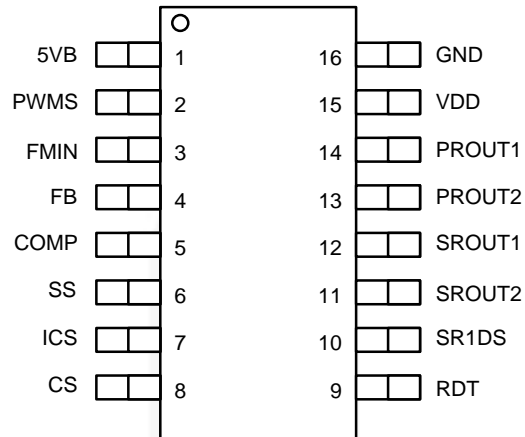 5VB 1 16 GND
PWMS 2 15 VDD
FMIN 3 14 PROUT1
FB 4 13 PROUT2
COMP 5 12 SROUT1
SS 6 11 SROUT2
ICS 7 10 SR1DS
CS 8 9 RDT